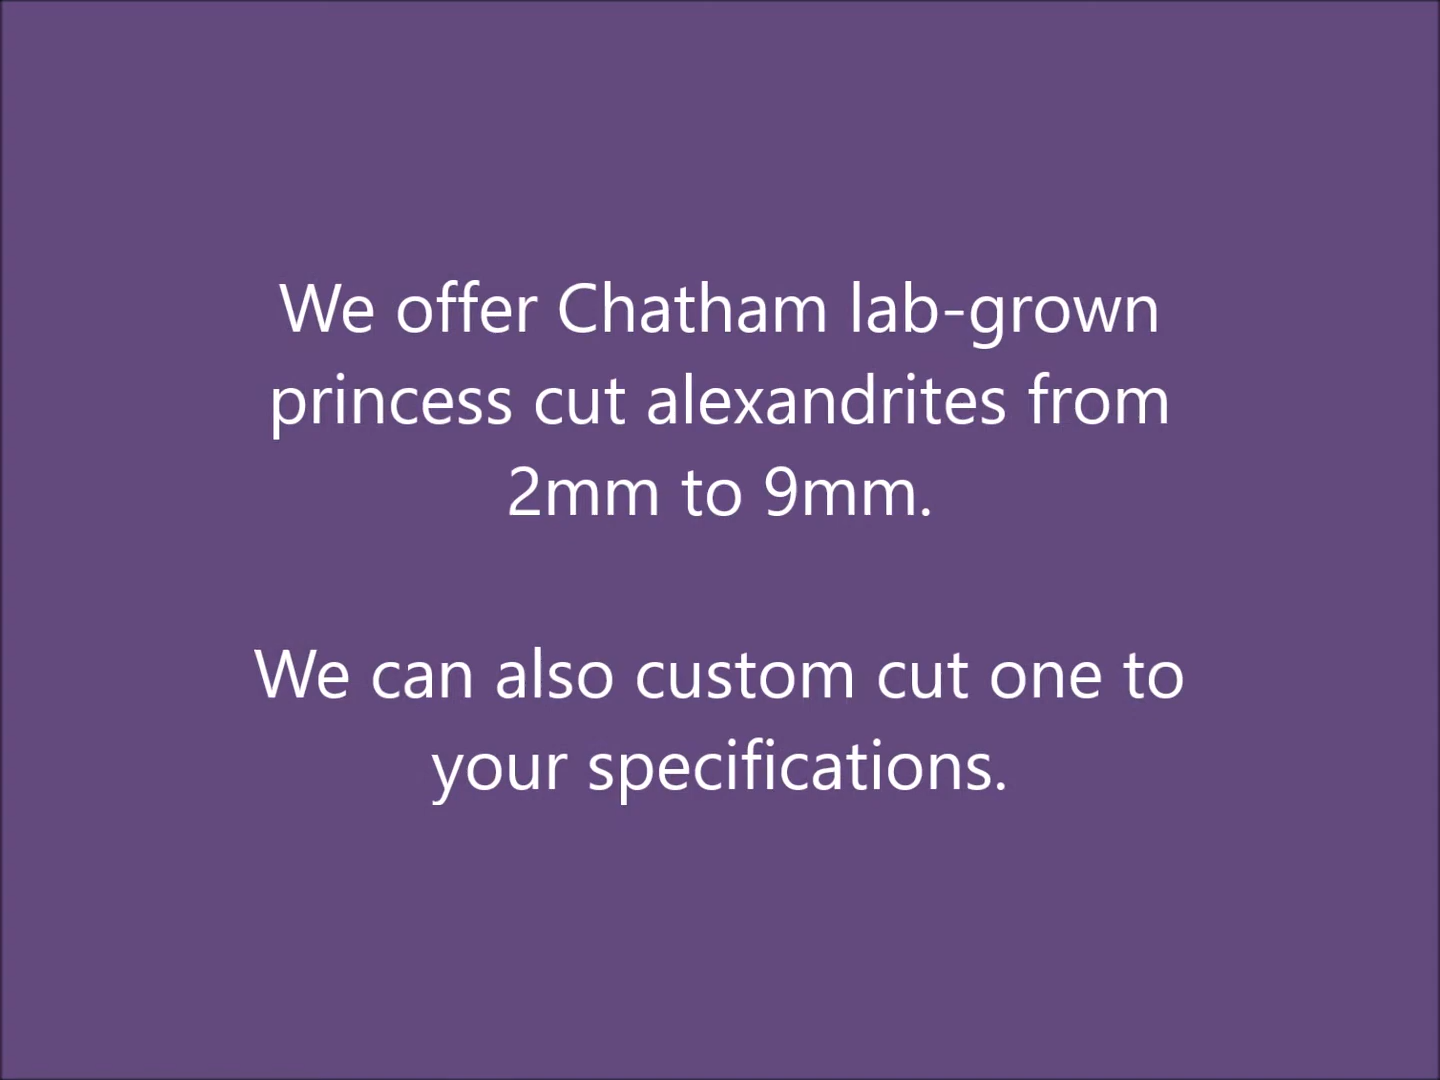 We offer Chatham lab-grown
princess cut alexandrites from
2mm to 9mm.
We can also custom cut one to
your specifications.